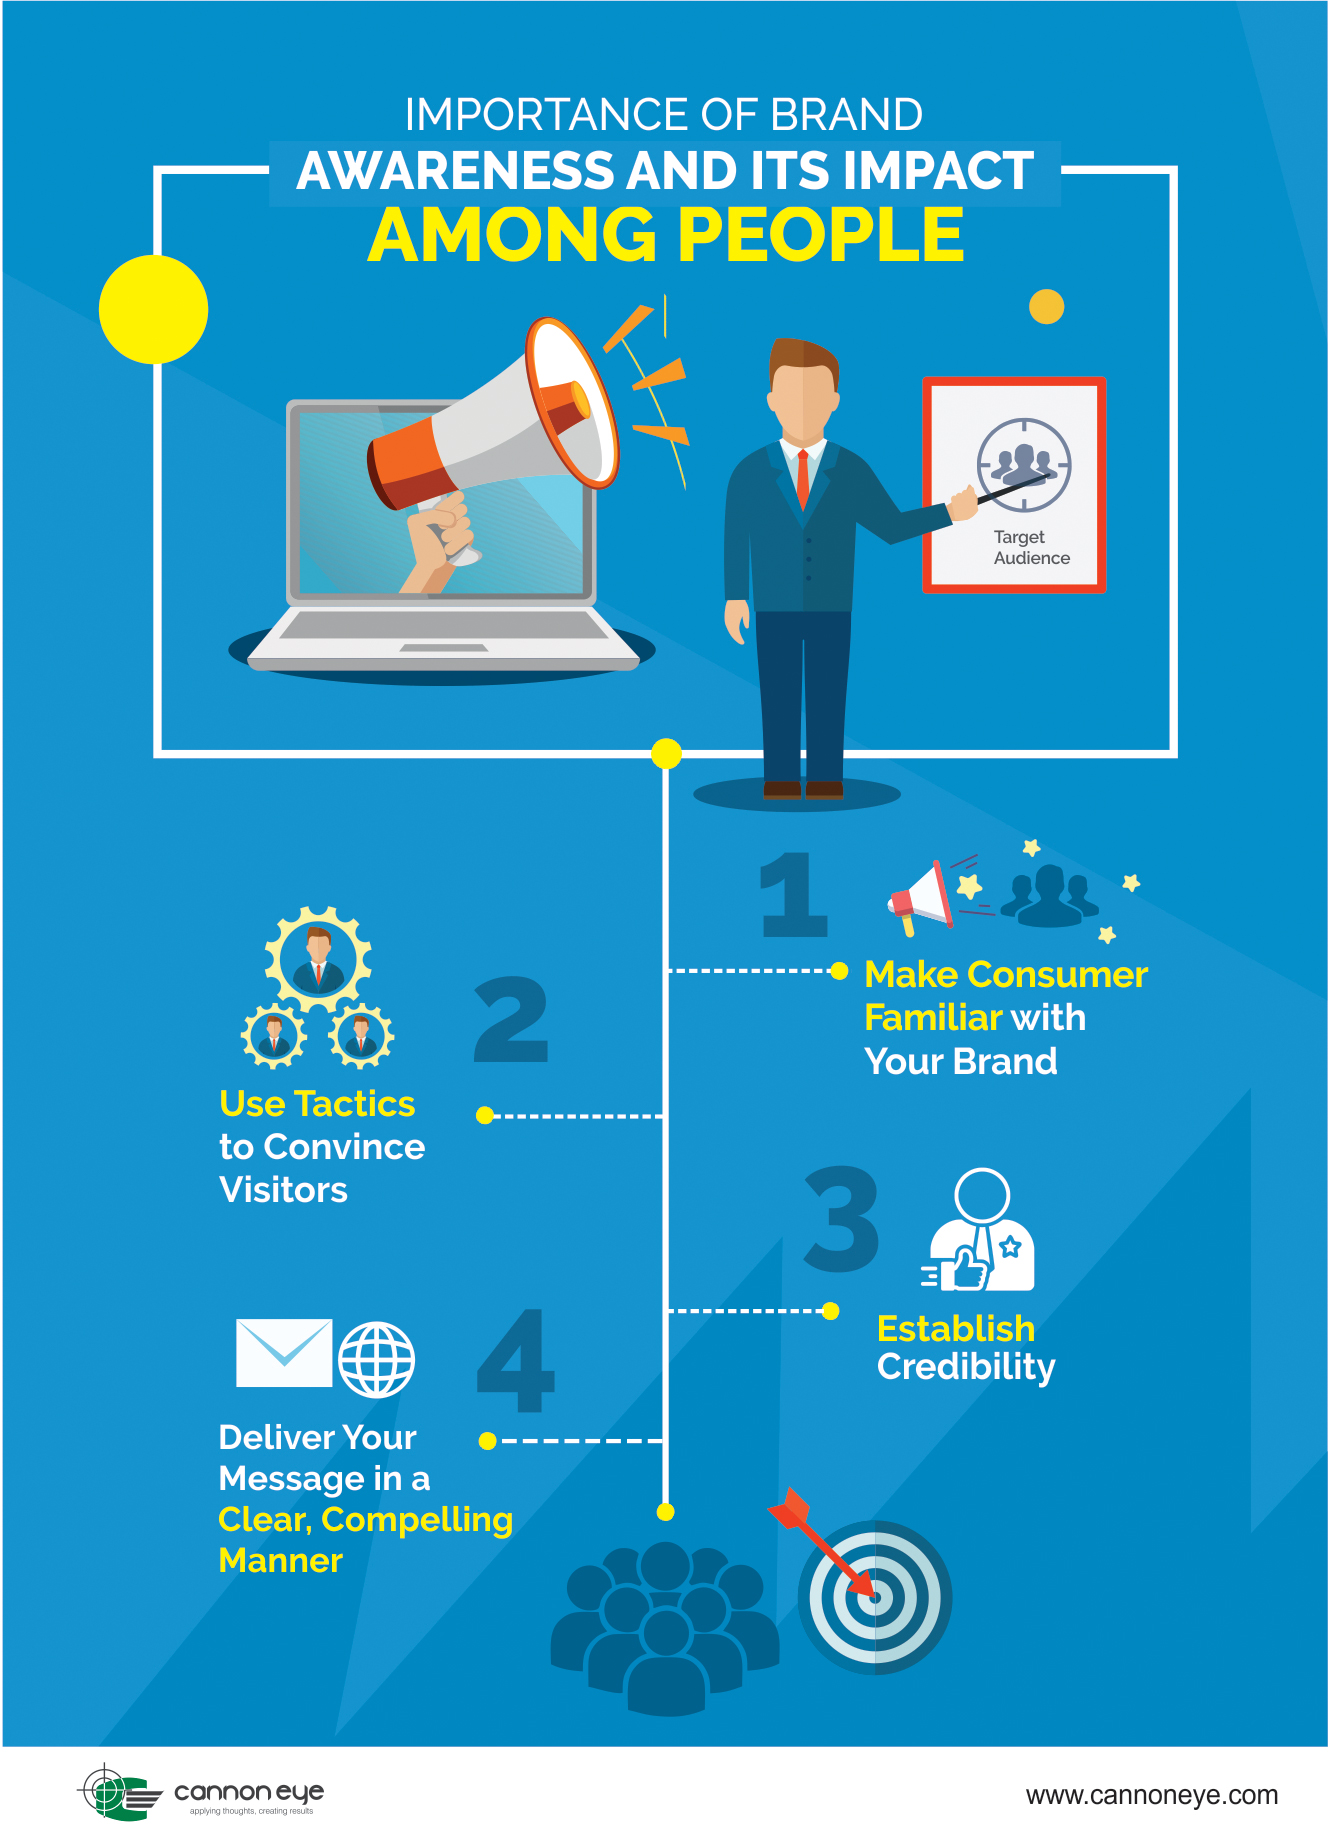 IMPORTANCE OF BRAND
AWARENESS AND ITS IMPACT
AMONG PEOPLE
Target
Audience
1
Make Consumer
Familiar with
Your Brand
2
Use Tactics
to Convince
Visitors
3
Establish
Credibility
4
Deliver Your
Message in a
Clear, Compelling
Manner
cannon eye
applying thoughts, creating results
www.cannoneye.com